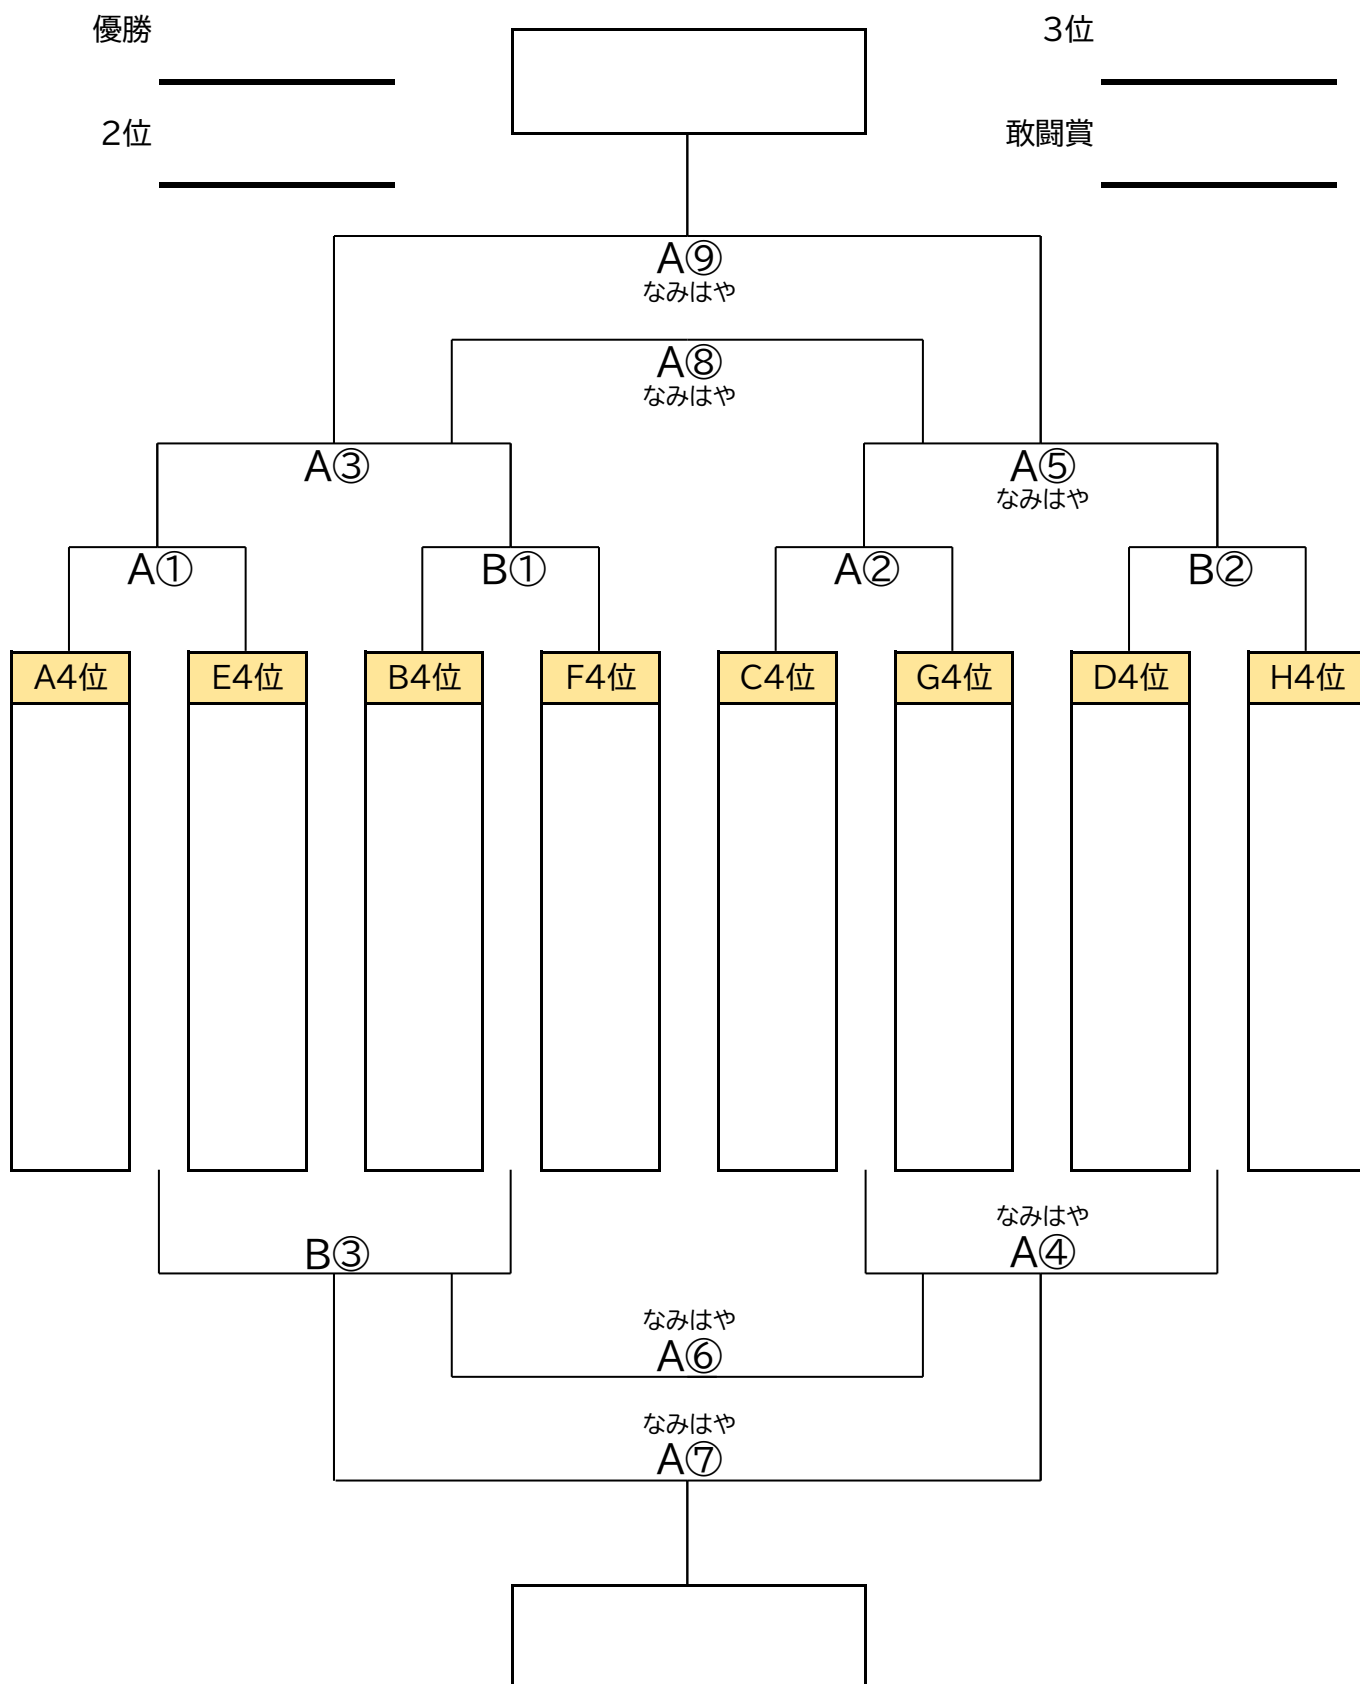 優勝
3位
2位
敢闘賞
A⑨
なみはや
A⑧
なみはや
A③
A⑤
なみはや
A①
B①
A②
B②
A4位
E4位
B4位
F4位
C4位
G4位
D4位
H4位
なみはや
B③
A④
なみはや
A⑥
なみはや
A⑦